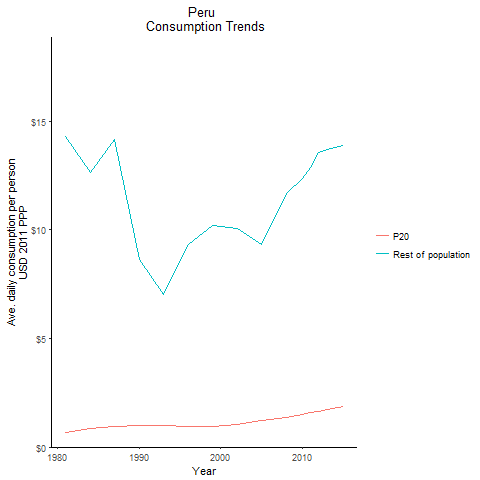 Peru
Consumption Trends
Ave. daily consumption per person
USD 2011 PPP
$15
$10
$5
$0
1980 1990 2000 2010
Year
P20
Rest of population